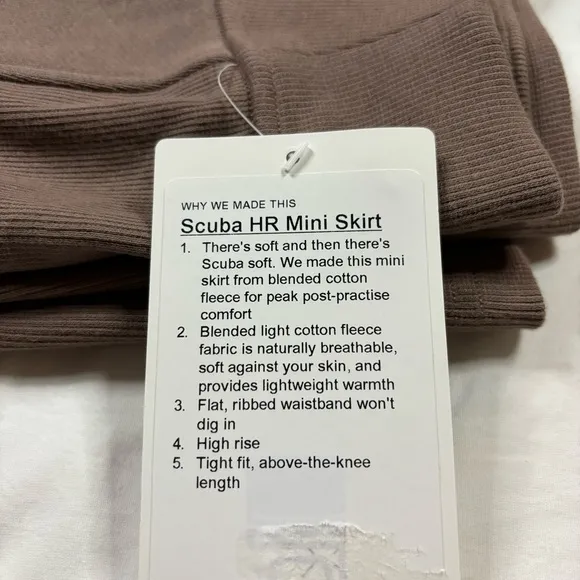 WHY WE MADE THIS
Scuba HR Mini Skirt
1. There's soft and then there's
Scuba soft. We made this mini
skirt from blended cotton
fleece for peak post-practise
comfort
2. Blended light cotton fleece
fabric is naturally breathable,
soft against your skin, and
provides lightweight warmth
3. Flat, ribbed waistband won't
dig in
4. High rise
5. Tight fit, above-the-knee
length